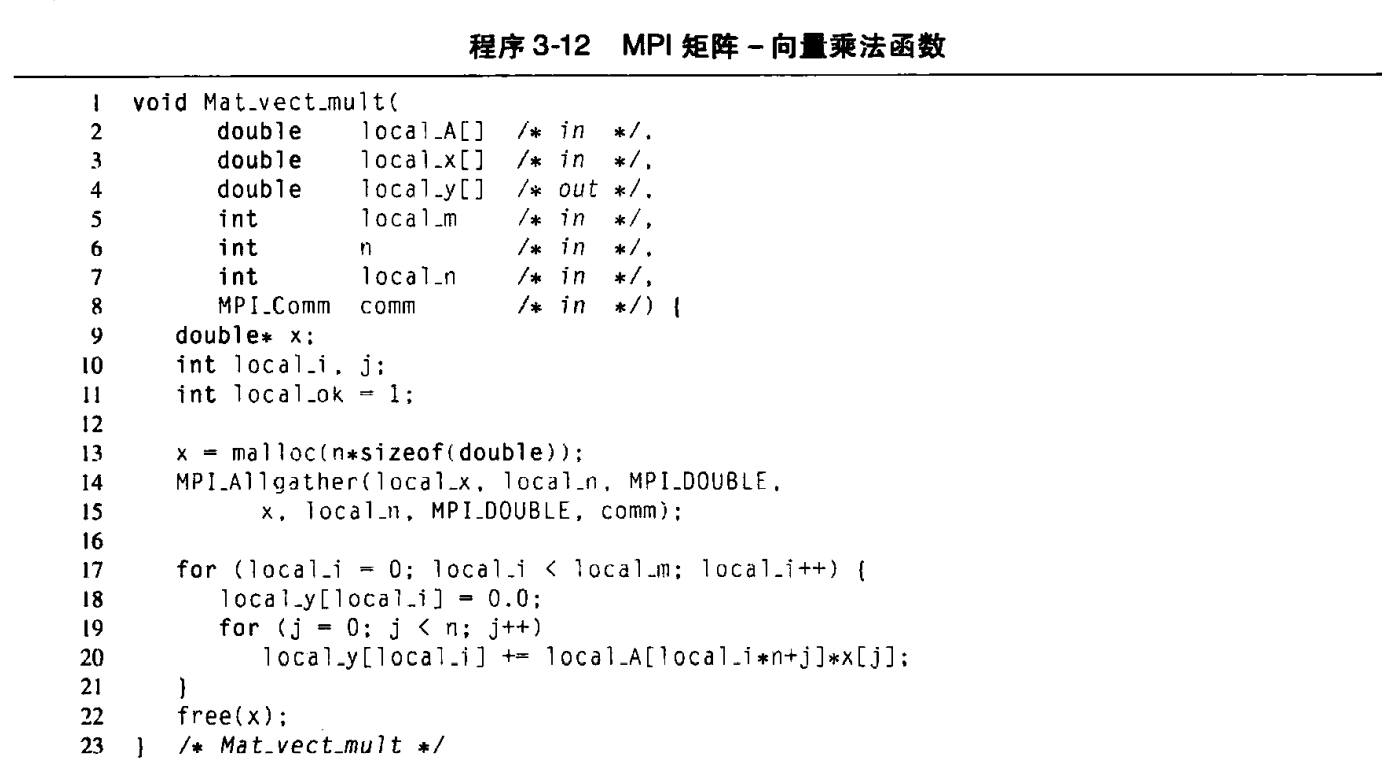 程序 3-12 MPI 矩阵-向量乘法函数
1 void Mat_vect_mult(
2 double local_A[] /* in */,
3 double local_x[] /* in */,
4 double local_y[] /* out */,
5 int local_m /* in */,
6 int n /* in */,
7 int local_n /* in */,
8 MPI_Comm comm /* in */) {
9 double* x;
10 int local_i, j;
11 int local_ok = 1;
12
13 x = malloc(n*sizeof(double));
14 MPI_Allgather(local_x, local_n, MPI_DOUBLE,
15 x, local_n, MPI_DOUBLE, comm);
16
17 for (local_i = 0; local_i < local_m; local_i++) {
18 local_y[local_i] = 0.0;
19 for (j = 0; j < n; j++)
20 local_y[local_i] += local_A[local_i*n+j]*x[j];
21 }
22 free(x);
23 } /* Mat_vect_mult */